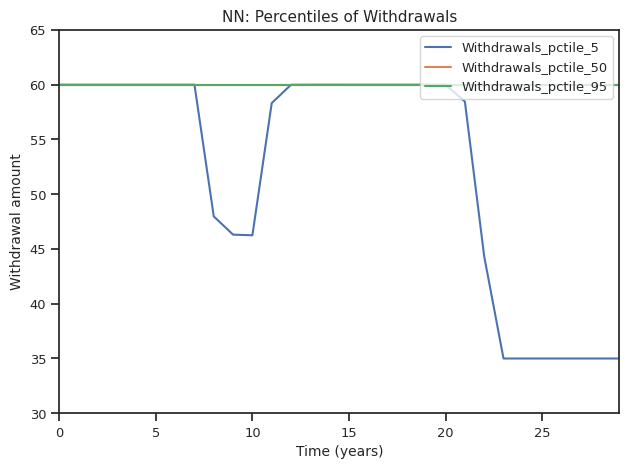 NN: Percentiles of Withdrawals
65
60
55
50
45
40
35
30
Withdrawal amount
Withdrawals_pctile_5
Withdrawals_pctile_50
Withdrawals_pctile_95
0 5 10 15 20 25
Time (years)